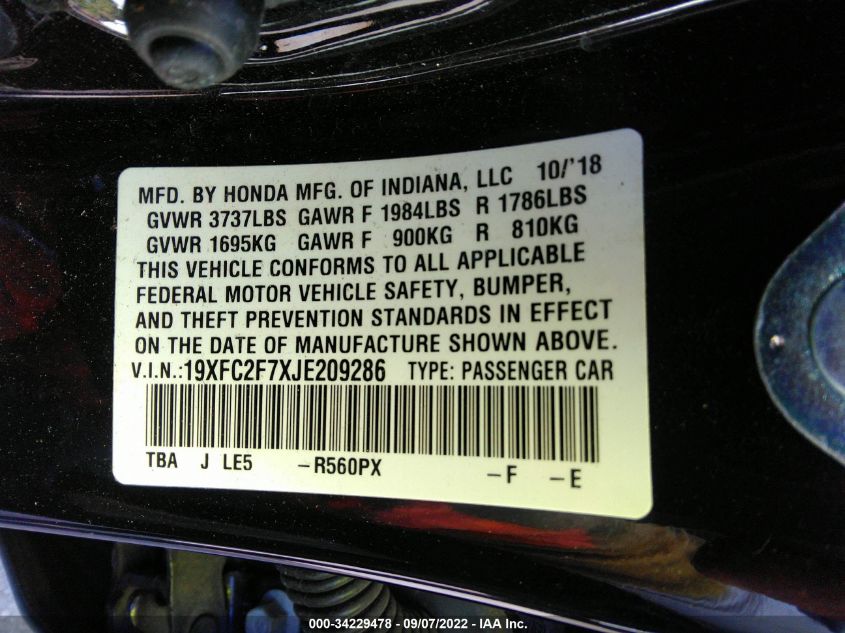 MFD. BY HONDA MFG. OF INDIANA, LLC 10/'18
GVWR 3737LBS GAWR F 1984LBS R 1786LBS
GVWR 1695KG GAWR F 900KG R 810KG
THIS VEHICLE CONFORMS TO ALL APPLICABLE
FEDERAL MOTOR VEHICLE SAFETY, BUMPER,
AND THEFT PREVENTION STANDARDS IN EFFECT
ON THE DATE OF MANUFACTURE SHOWN ABOVE.
V.I.N.:19XFC2F7XJE209286 TYPE: PASSENGER CAR
TBA J LE5 –R560PX –F –E
000-34229478 - 09/07/2022 - IAA Inc.